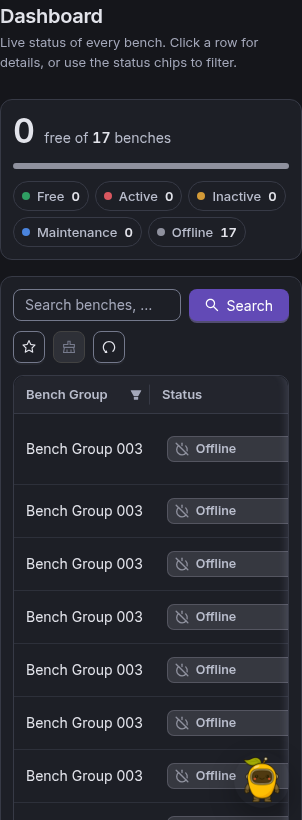 Dashboard
Live status of every bench. Click a row for
details, or use the status chips to filter.
0 free of 17 benches
Free 0 Active 0 Inactive 0
Maintenance 0 Offline 17
Search benches, ... Search
Bench Group Status
Bench Group 003 Offline
Bench Group 003 Offline
Bench Group 003 Offline
Bench Group 003 Offline
Bench Group 003 Offline
Bench Group 003 Offline
Bench Group 003 Offline